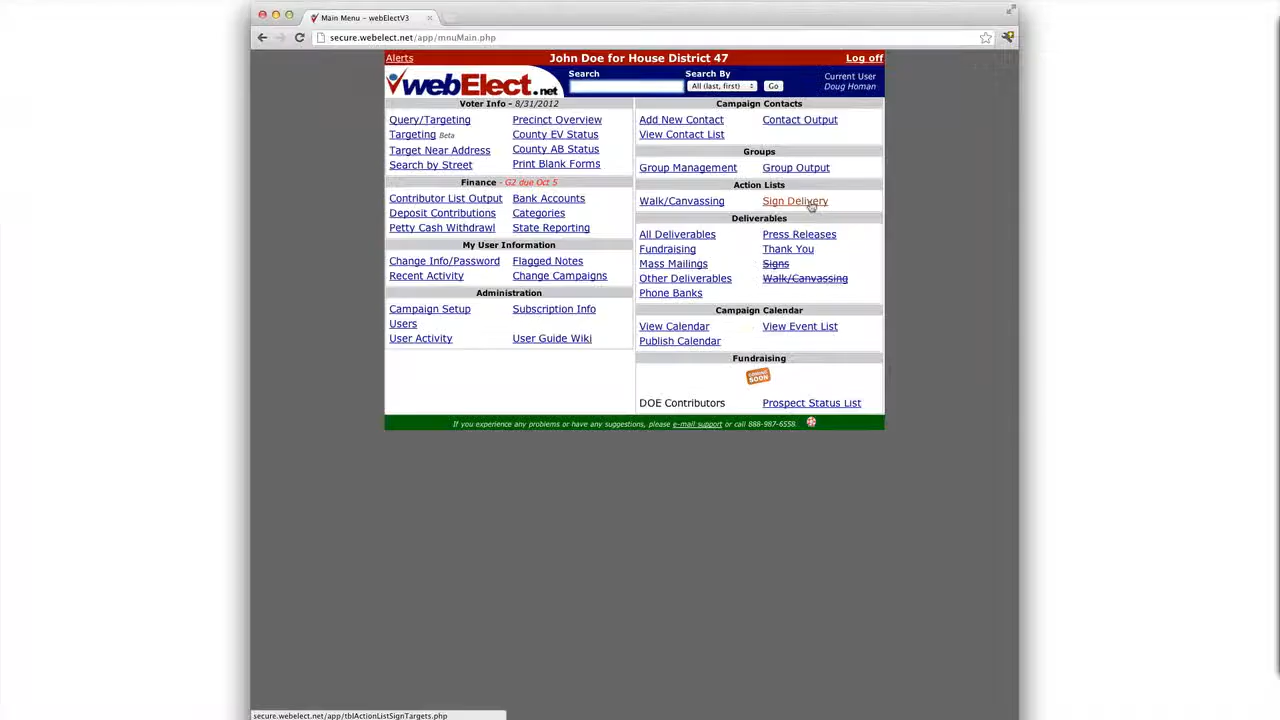 Main Menu - webElectV3
secure.webelect.net/app/mnuMain.php
Alerts John Doe for House District 47 Log off
webElect.net
Search Search By Current User
All (last, first) Go Doug Homan
Voter Info - 8/31/2012
Query/Targeting Precinct Overview
Targeting Beta County EV Status
Target Near Address County AB Status
Search by Street Print Blank Forms
Finance - G2 due Oct 5
Contributor List Output Bank Accounts
Deposit Contributions Categories
Petty Cash Withdrawl State Reporting
My User Information
Change Info/Password Flagged Notes
Recent Activity Change Campaigns
Administration
Campaign Setup Subscription Info
Users
User Activity User Guide Wiki
Campaign Contacts
Add New Contact Contact Output
View Contact List
Groups
Group Management Group Output
Action Lists
Walk/Canvassing Sign Delivery
Deliverables
All Deliverables Press Releases
Fundraising Thank You
Mass Mailings Signs
Other Deliverables Walk/Canvassing
Phone Banks
Campaign Calendar
View Calendar View Event List
Publish Calendar
Fundraising
COMING SOON
DOE Contributors Prospect Status List
If you experience any problems or have any suggestions, please e-mail support or call 888-987-6558.
secure.webelect.net/app/tblActionListSignTargets.php